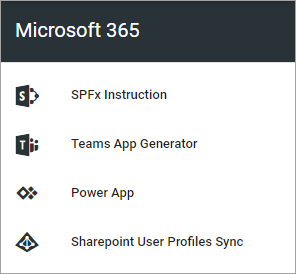 Microsoft 365
SPFx Instruction
Teams App Generator
Power App
Sharepoint User Profiles Sync